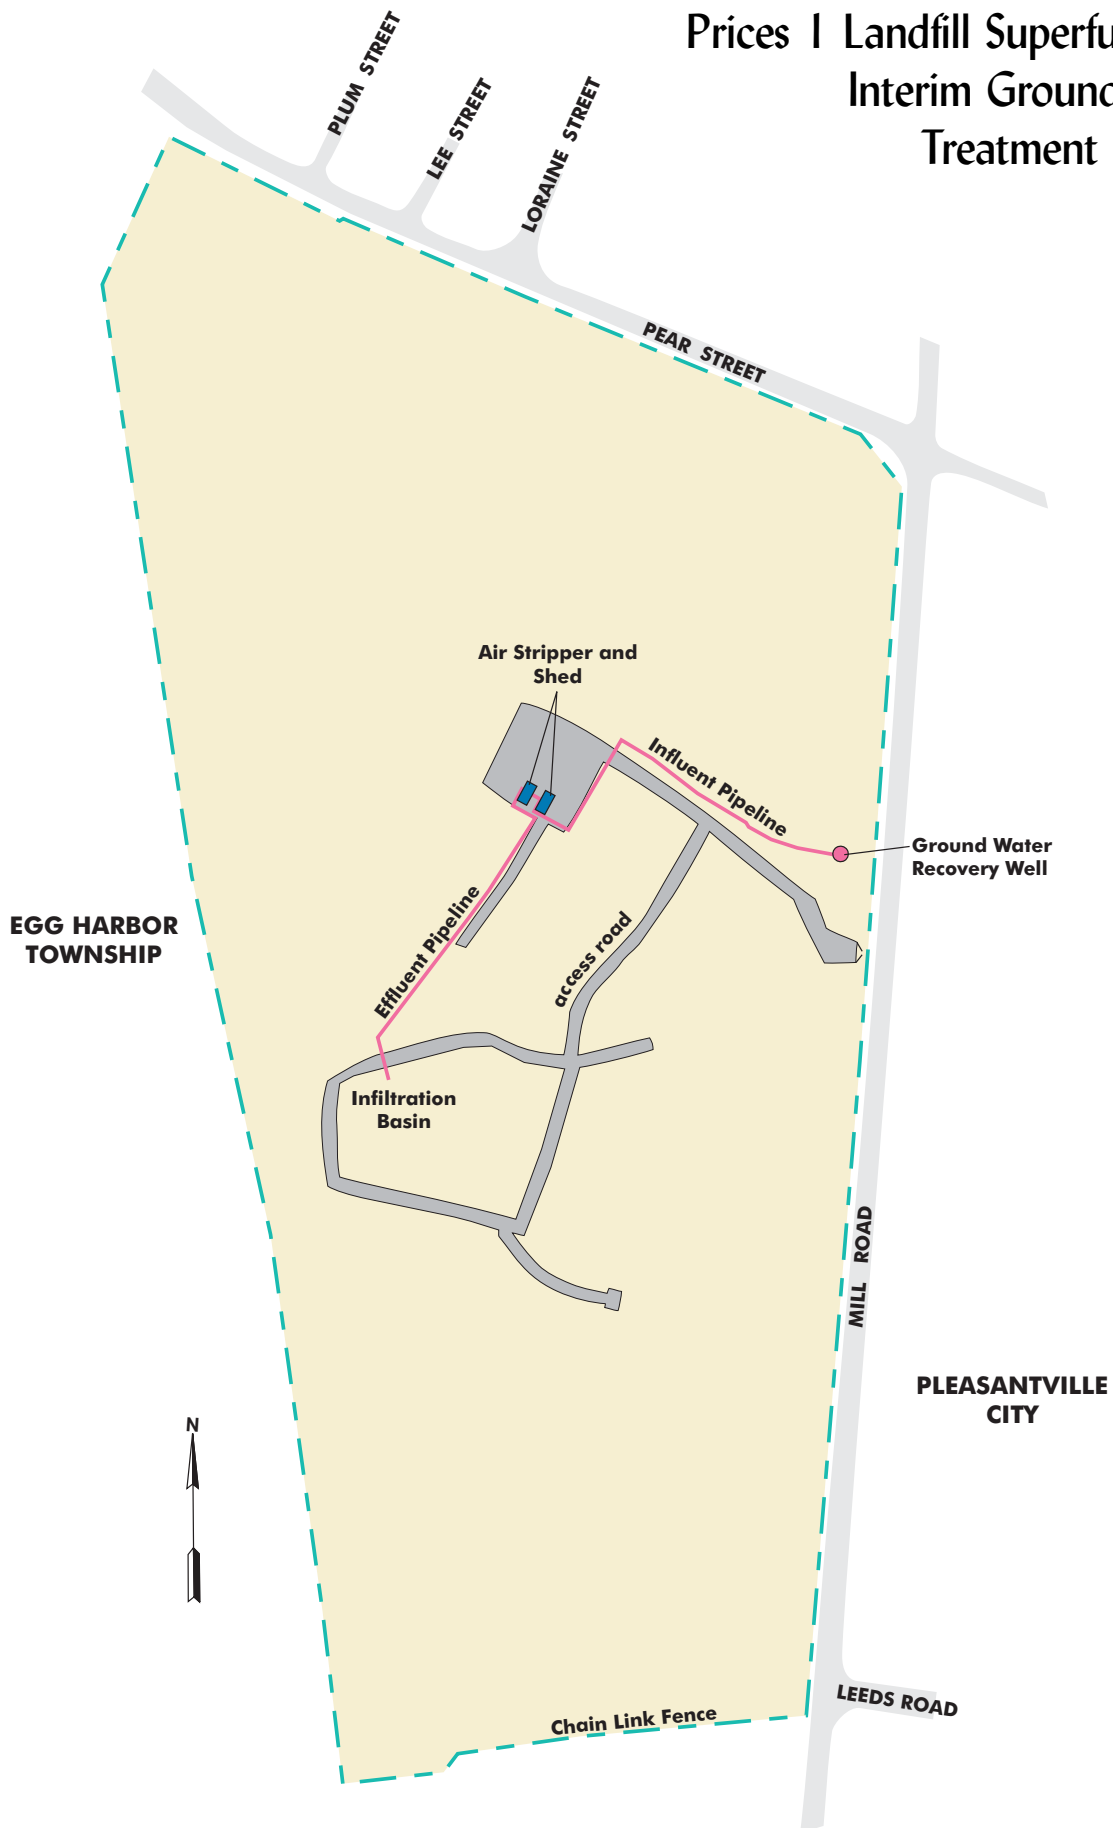 Prices 1 Landfill Superfu
Interim Ground
Treatment
PLUM STREET
LEE STREET
LORAINE STREET
PEAR STREET
Air Stripper and
Shed
Influent Pipeline
Ground Water
Recovery Well
EGG HARBOR
TOWNSHIP
Effluent Pipeline
access road
Infiltration
Basin
MILL ROAD
PLEASANTVILLE
CITY
N
LEEDS ROAD
Chain Link Fence